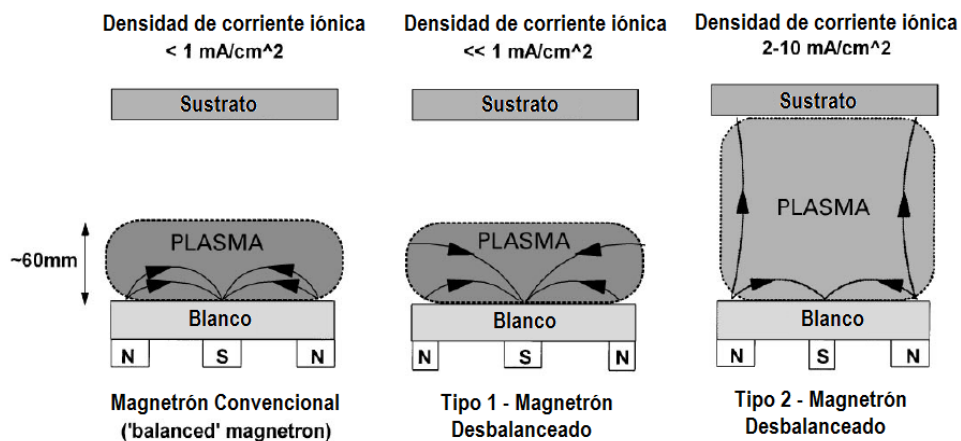 Densidad de corriente iónica
< 1 mA/cm^2
Sustrato
~60mm
PLASMA
Blanco
N S N
Magnetrón Convencional
('balanced' magnetron)
Densidad de corriente iónica
<< 1 mA/cm^2
Sustrato
PLASMA
Blanco
N S N
Tipo 1 - Magnetrón
Desbalanceado
Densidad de corriente iónica
2-10 mA/cm^2
Sustrato
PLASMA
Blanco
N S N
Tipo 2 - Magnetrón
Desbalanceado